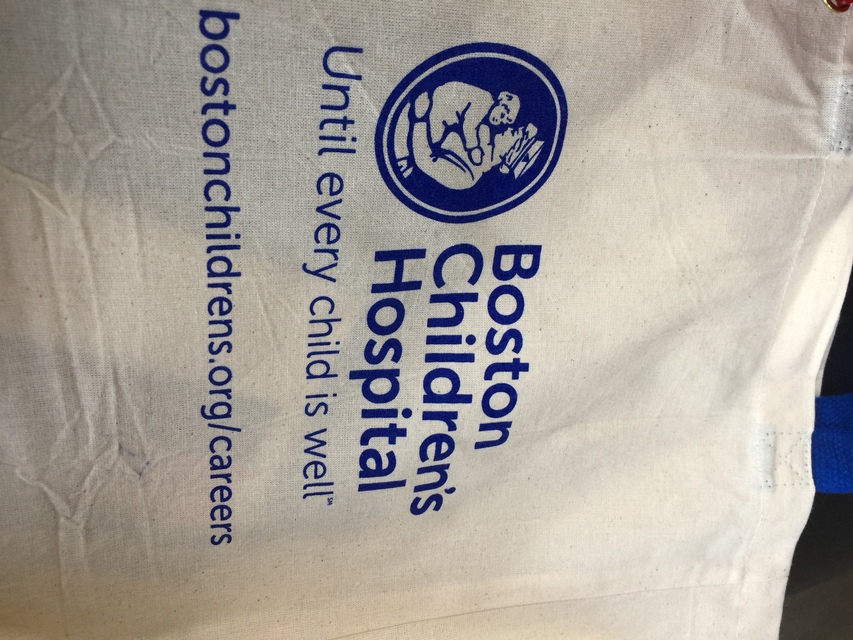 Boston
Children's
Hospital
Until every child is well℠
bostonchildrens.org/careers